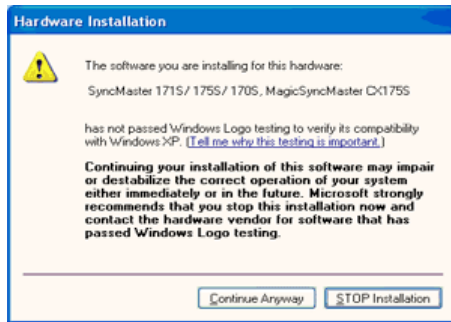 Hardware Installation
The software you are installing for this hardware:
SyncMaster 171S/ 175S/ 170S, MagicSyncMaster CX175S
has not passed Windows Logo testing to verify its compatibility
with Windows XP. (Tell me why this testing is important.)
Continuing your installation of this software may impair
or destabilize the correct operation of your system
either immediately or in the future. Microsoft strongly
recommends that you stop this installation now and
contact the hardware vendor for software that has
passed Windows Logo testing.
Continue Anyway
STOP Installation